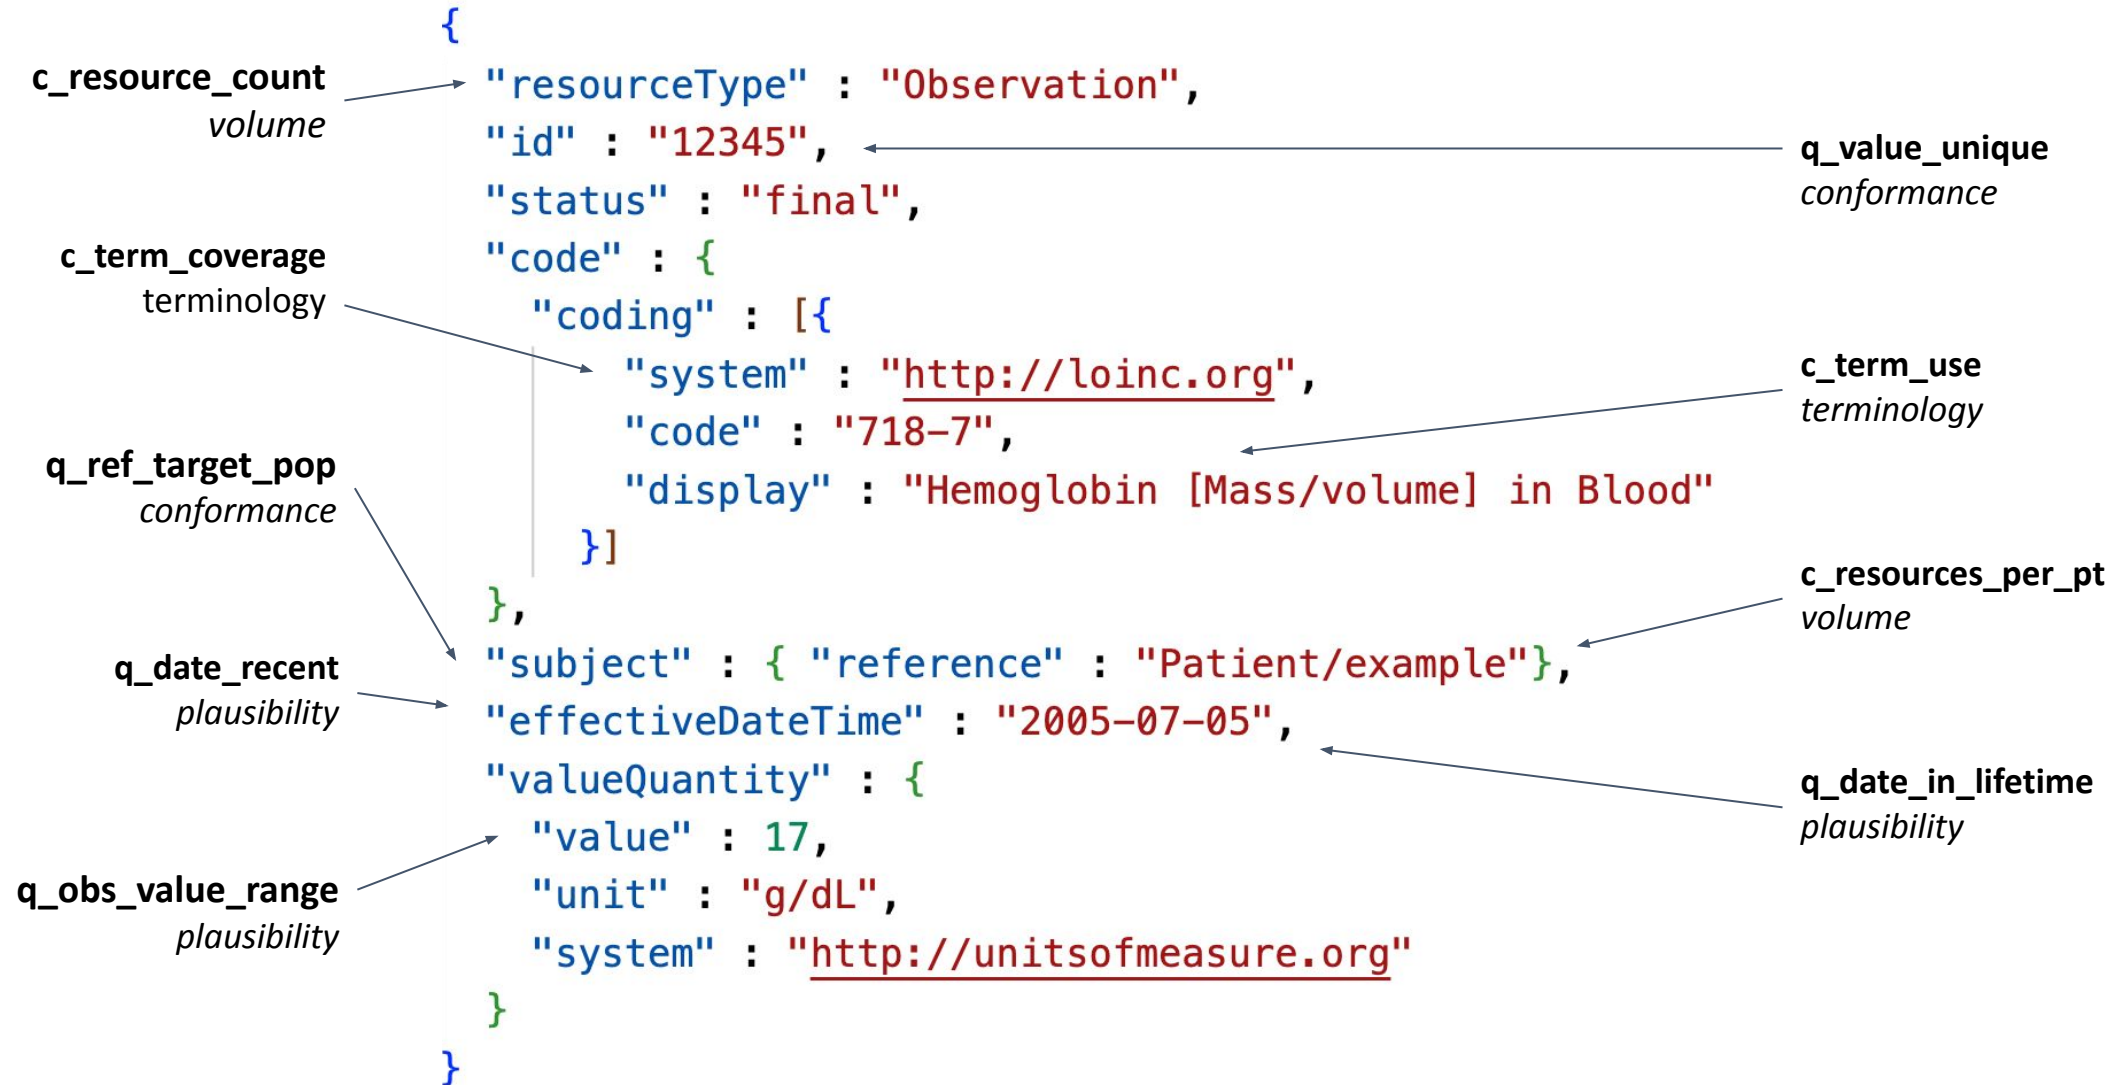 {
c_resource_count
volume
"resourceType" : "Observation",
"id" : "12345",
q_value_unique
conformance
"status" : "final",
c_term_coverage
terminology
"code" : {
"coding" : [{
"system" : "http://loinc.org",
c_term_use
terminology
"code" : "718-7",
q_ref_target_pop
conformance
"display" : "Hemoglobin [Mass/volume] in Blood"
}]
c_resources_per_pt
volume
},
"subject" : { "reference" : "Patient/example"},
q_date_recent
plausibility
"effectiveDateTime" : "2005-07-05",
"valueQuantity" : {
q_date_in_lifetime
plausibility
"value" : 17,
q_obs_value_range
plausibility
"unit" : "g/dL",
"system" : "http://unitsofmeasure.org"
}
}